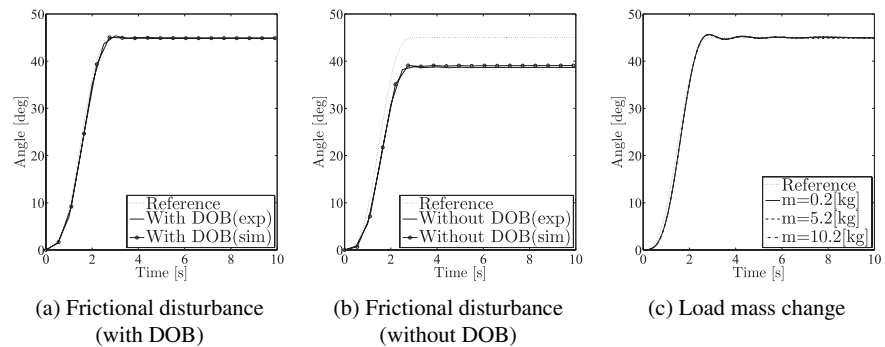 50
40
30
20
10
0
Angle [deg]
0 2 4 6 8 10
Time [s]
Reference
With DOB(exp)
With DOB(sim)
(a) Frictional disturbance
(with DOB)
50
40
30
20
10
0
Angle [deg]
0 2 4 6 8 10
Time [s]
Reference
Without DOB(exp)
Without DOB(sim)
(b) Frictional disturbance
(without DOB)
50
40
30
20
10
0
Angle [deg]
0 2 4 6 8 10
Time [s]
Reference
m=0.2[kg]
m=5.2[kg]
m=10.2[kg]
(c) Load mass change